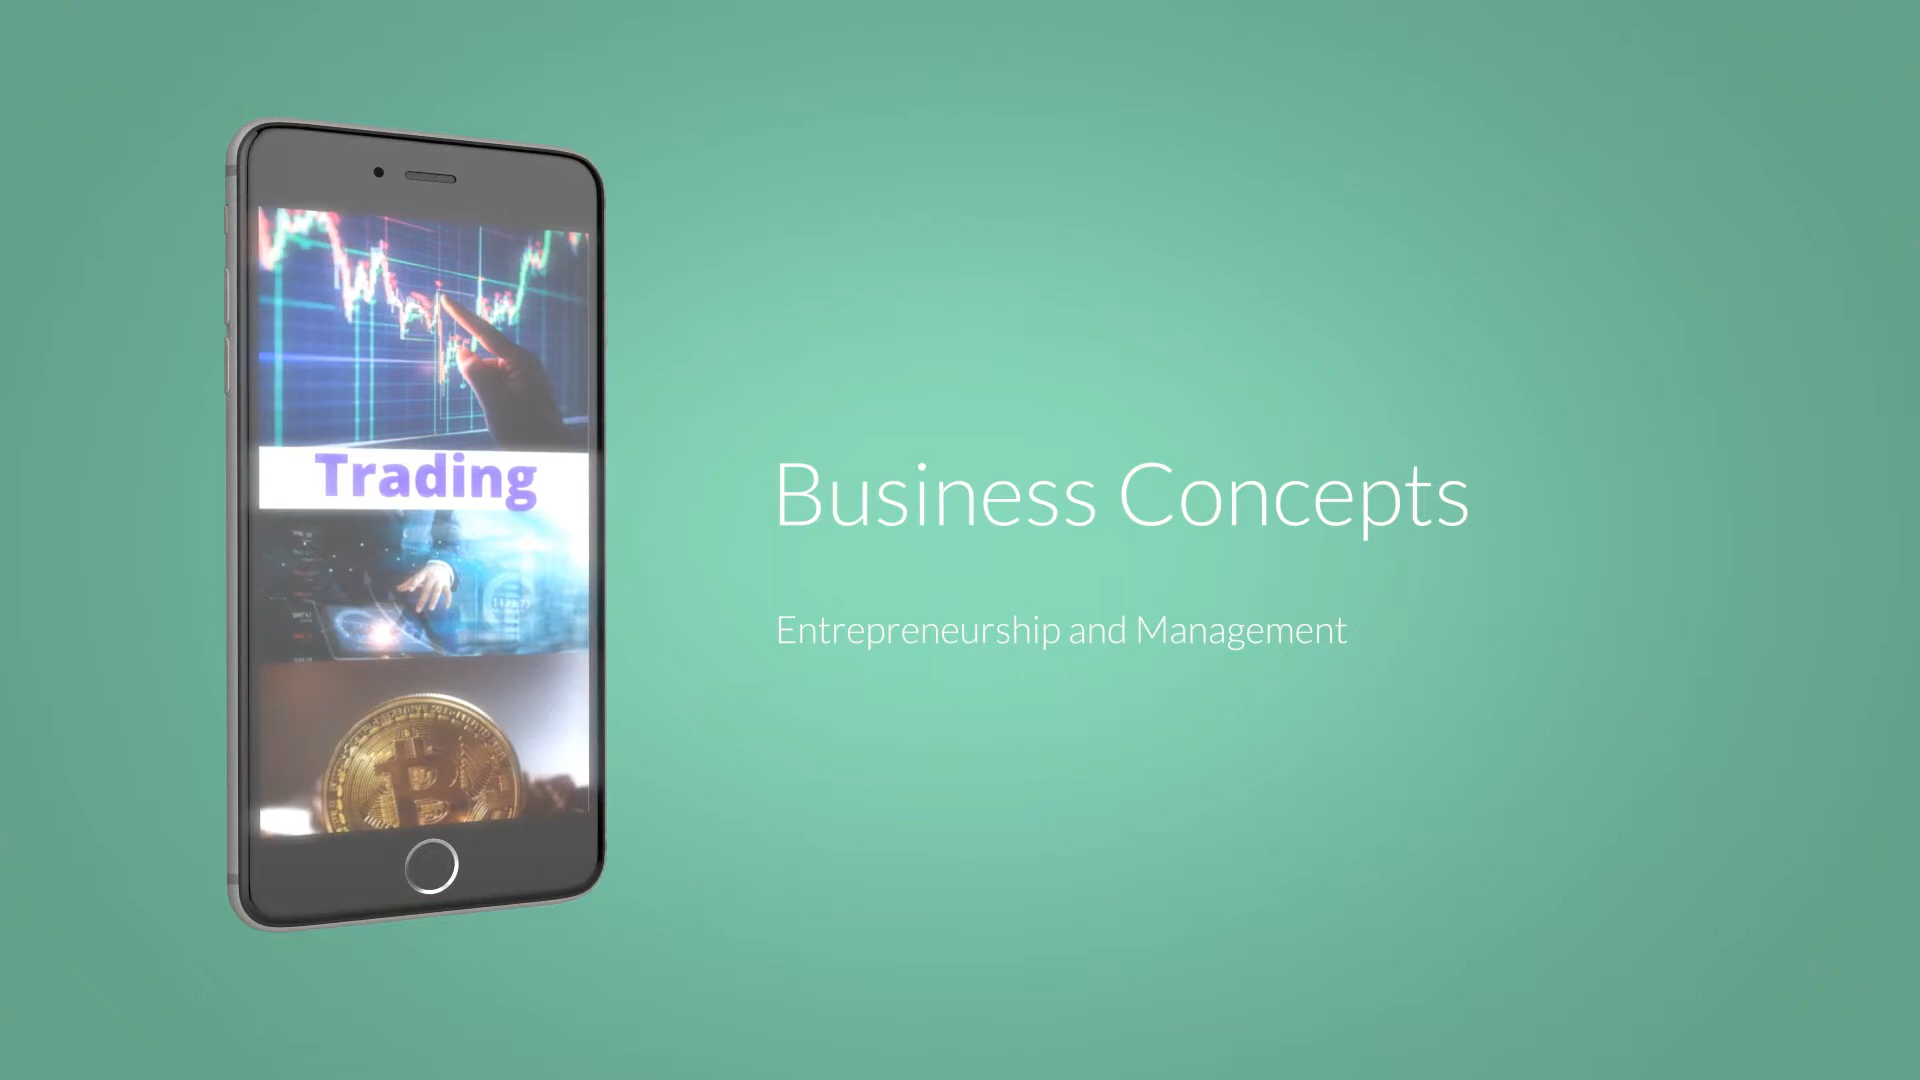 Trading
Business Concepts
Entrepreneurship and Management